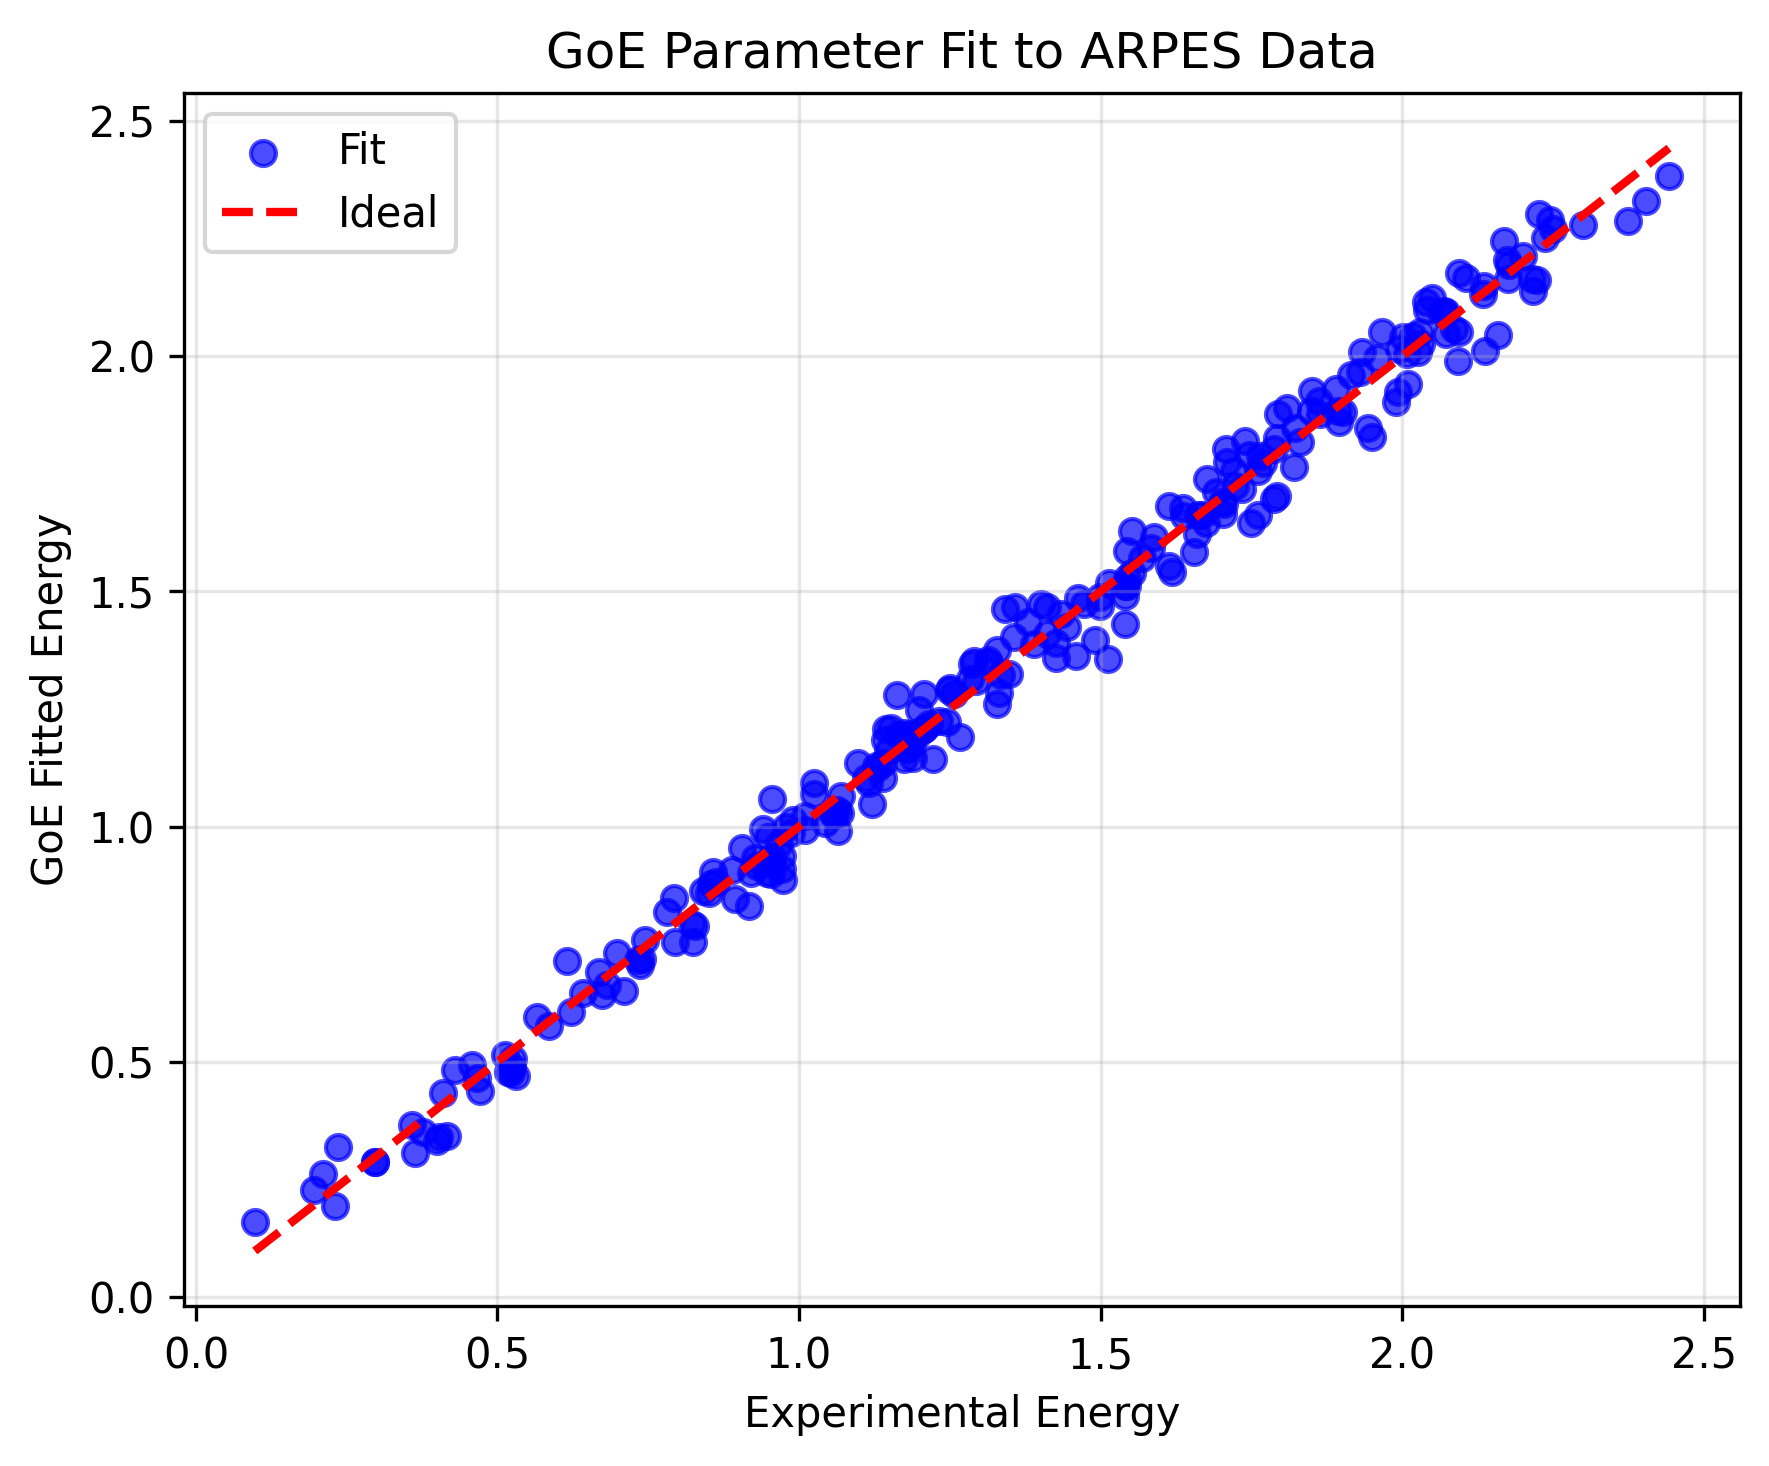 GoE Parameter Fit to ARPES Data
Fit
Ideal
GoE Fitted Energy
2.5
2.0
1.5
1.0
0.5
0.0
0.0 0.5 1.0 1.5 2.0 2.5
Experimental Energy